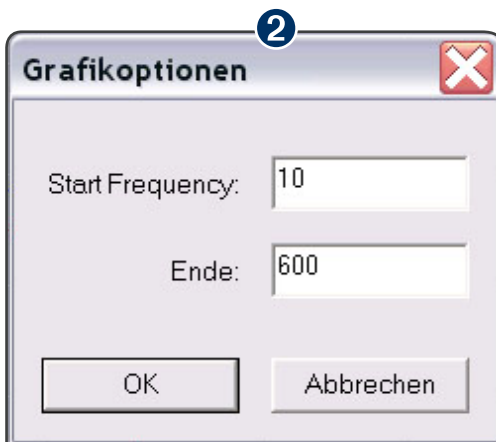 2
Grafikoptionen
Start Frequency: 10
Ende: 600
OK Abbrechen